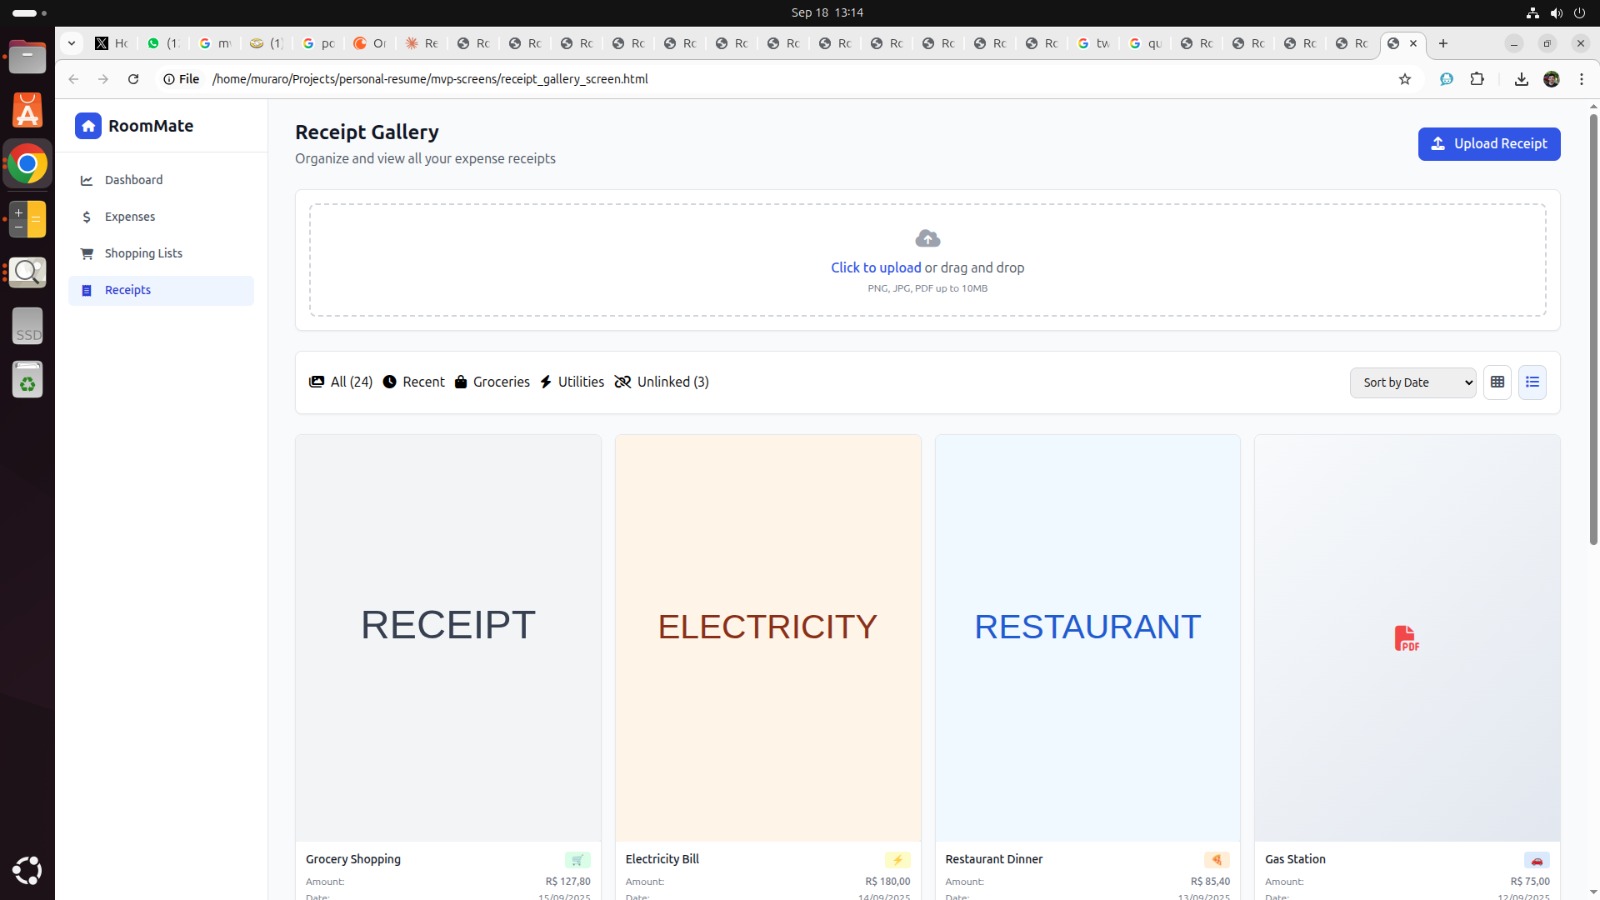 Sep 18 13:14
Hc
(1
my
(1)
pc
Or
Re
Rc
Rc
Rc
Rc
Rc
Rc
Rc
Rc
Rc
Rc
Rc
Rc
tw
qu
Rc
Rc
Rc
Rc
File
/home/muraro/Projects/personal-resume/mvp-screens/receipt_gallery_screen.html
SSD
RoomMate
Dashboard
Expenses
Shopping Lists
Receipts
Receipt Gallery
Organize and view all your expense receipts
Upload Receipt
Click to upload or drag and drop
PNG, JPG, PDF up to 10MB
All (24) Recent Groceries Utilities Unlinked (3)
Sort by Date
RECEIPT
ELECTRICITY
RESTAURANT
PDF
Grocery Shopping
Amount: R$ 127,80
Date: 15/09/2025
Electricity Bill
Amount: R$ 180,00
Date: 14/09/2025
Restaurant Dinner
Amount: R$ 85,40
Date: 13/09/2025
Gas Station
Amount: R$ 75,00
Date: 12/09/2025